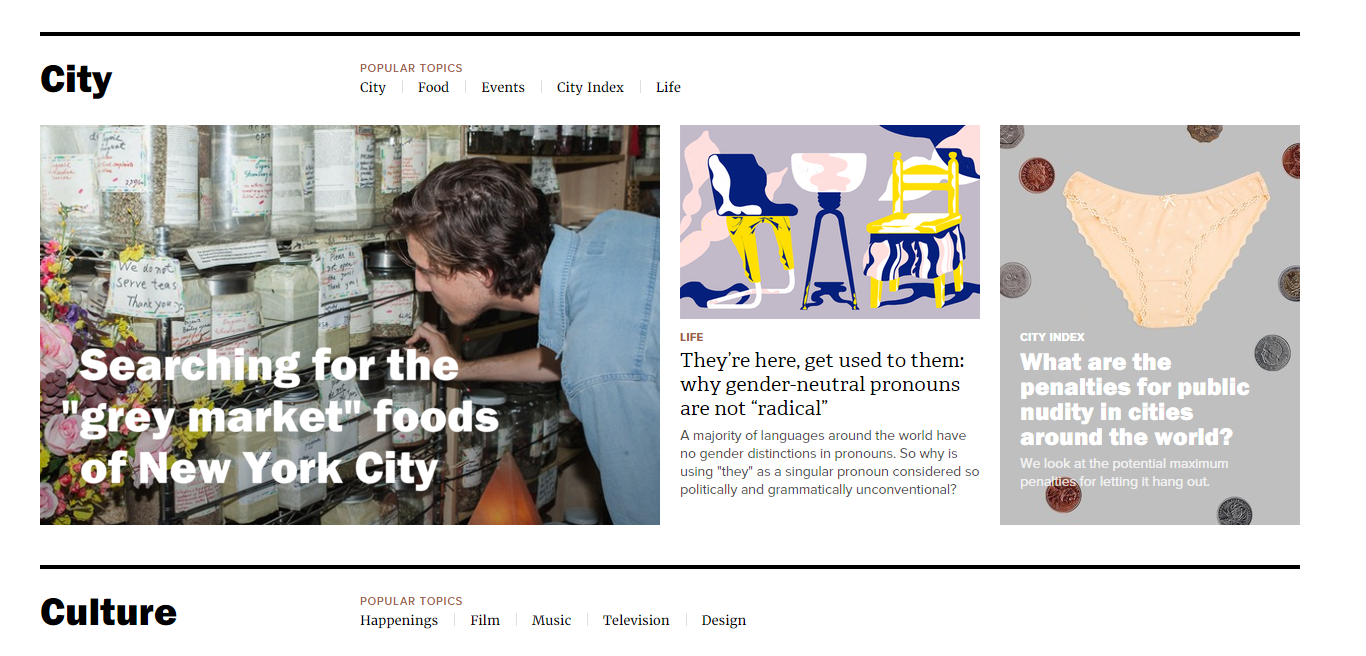 City
POPULAR TOPICS
City
Food
Events
City Index
Life
We do not
serve teas
Thank you
Searching for the
"grey market" foods
of New York City
LIFE
They’re here, get used to them:
why gender-neutral pronouns
are not “radical”
A majority of languages around the world have
no gender distinctions in pronouns. So why is
using "they" as a singular pronoun considered so
politically and grammatically unconventional?
CITY INDEX
What are the
penalties for public
nudity in cities
around the world?
We look at the potential maximum
penalties for letting it hang out.
Culture
POPULAR TOPICS
Happenings
Film
Music
Television
Design